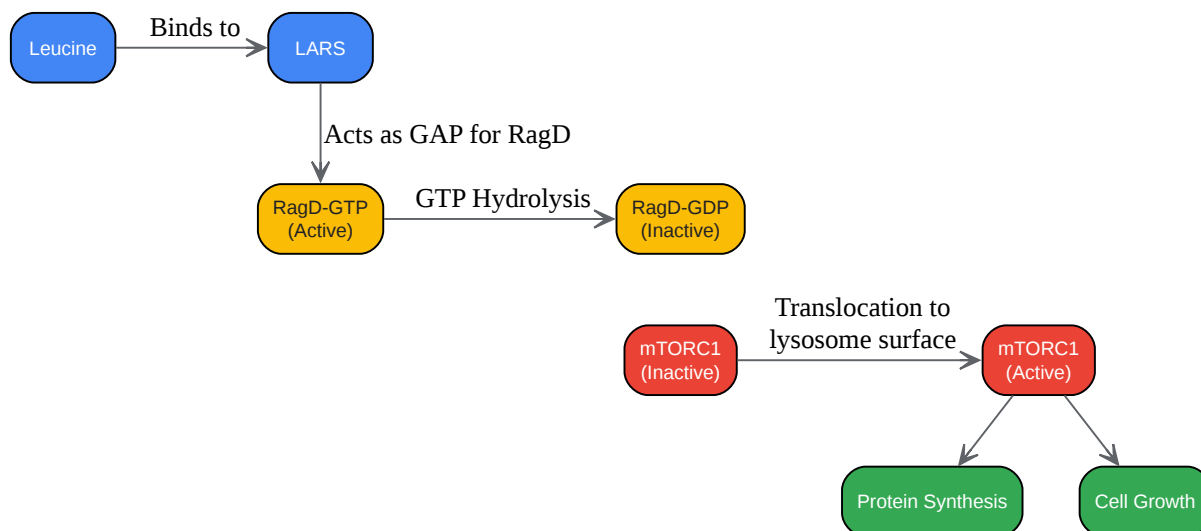 Leucine
Binds to
LARS
Acts as GAP for RagD
RagD-GTP
(Active)
GTP Hydrolysis
RagD-GDP
(Inactive)
mTORC1
(Inactive)
Translocation to
lysosome surface
mTORC1
(Active)
Protein Synthesis
Cell Growth